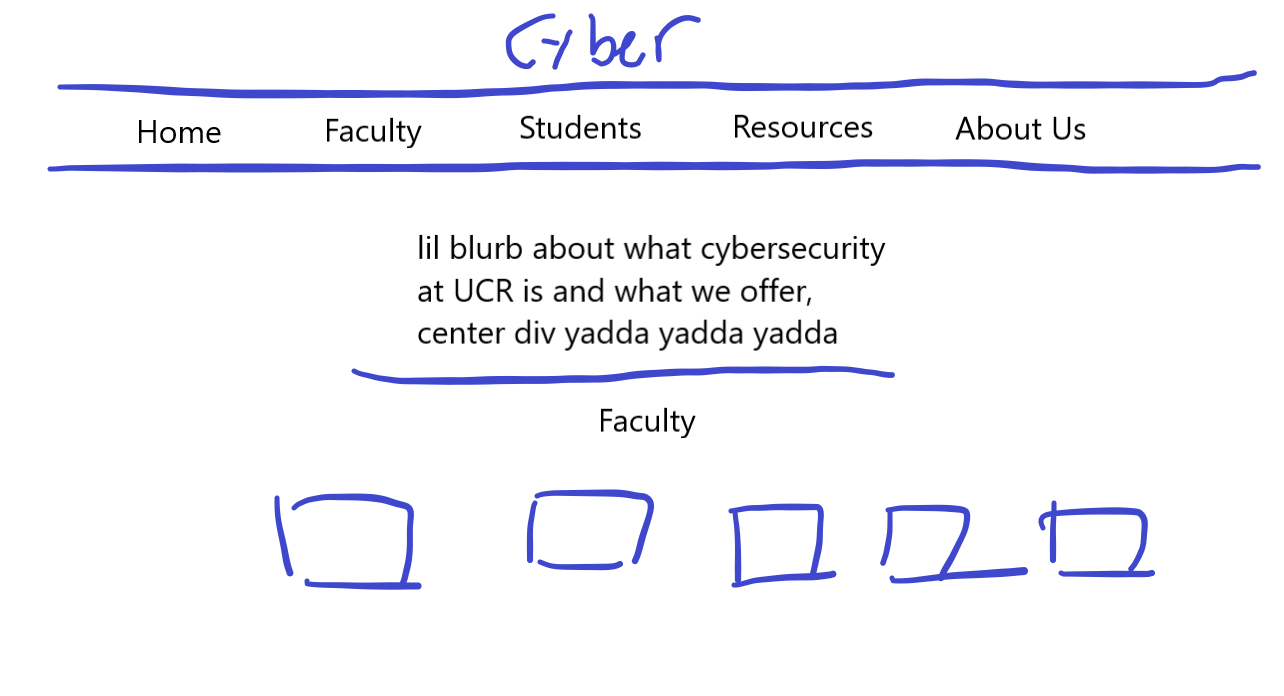 Cyber
Home Faculty Students Resources About Us
lil blurb about what cybersecurity
at UCR is and what we offer,
center div yadda yadda yadda
Faculty